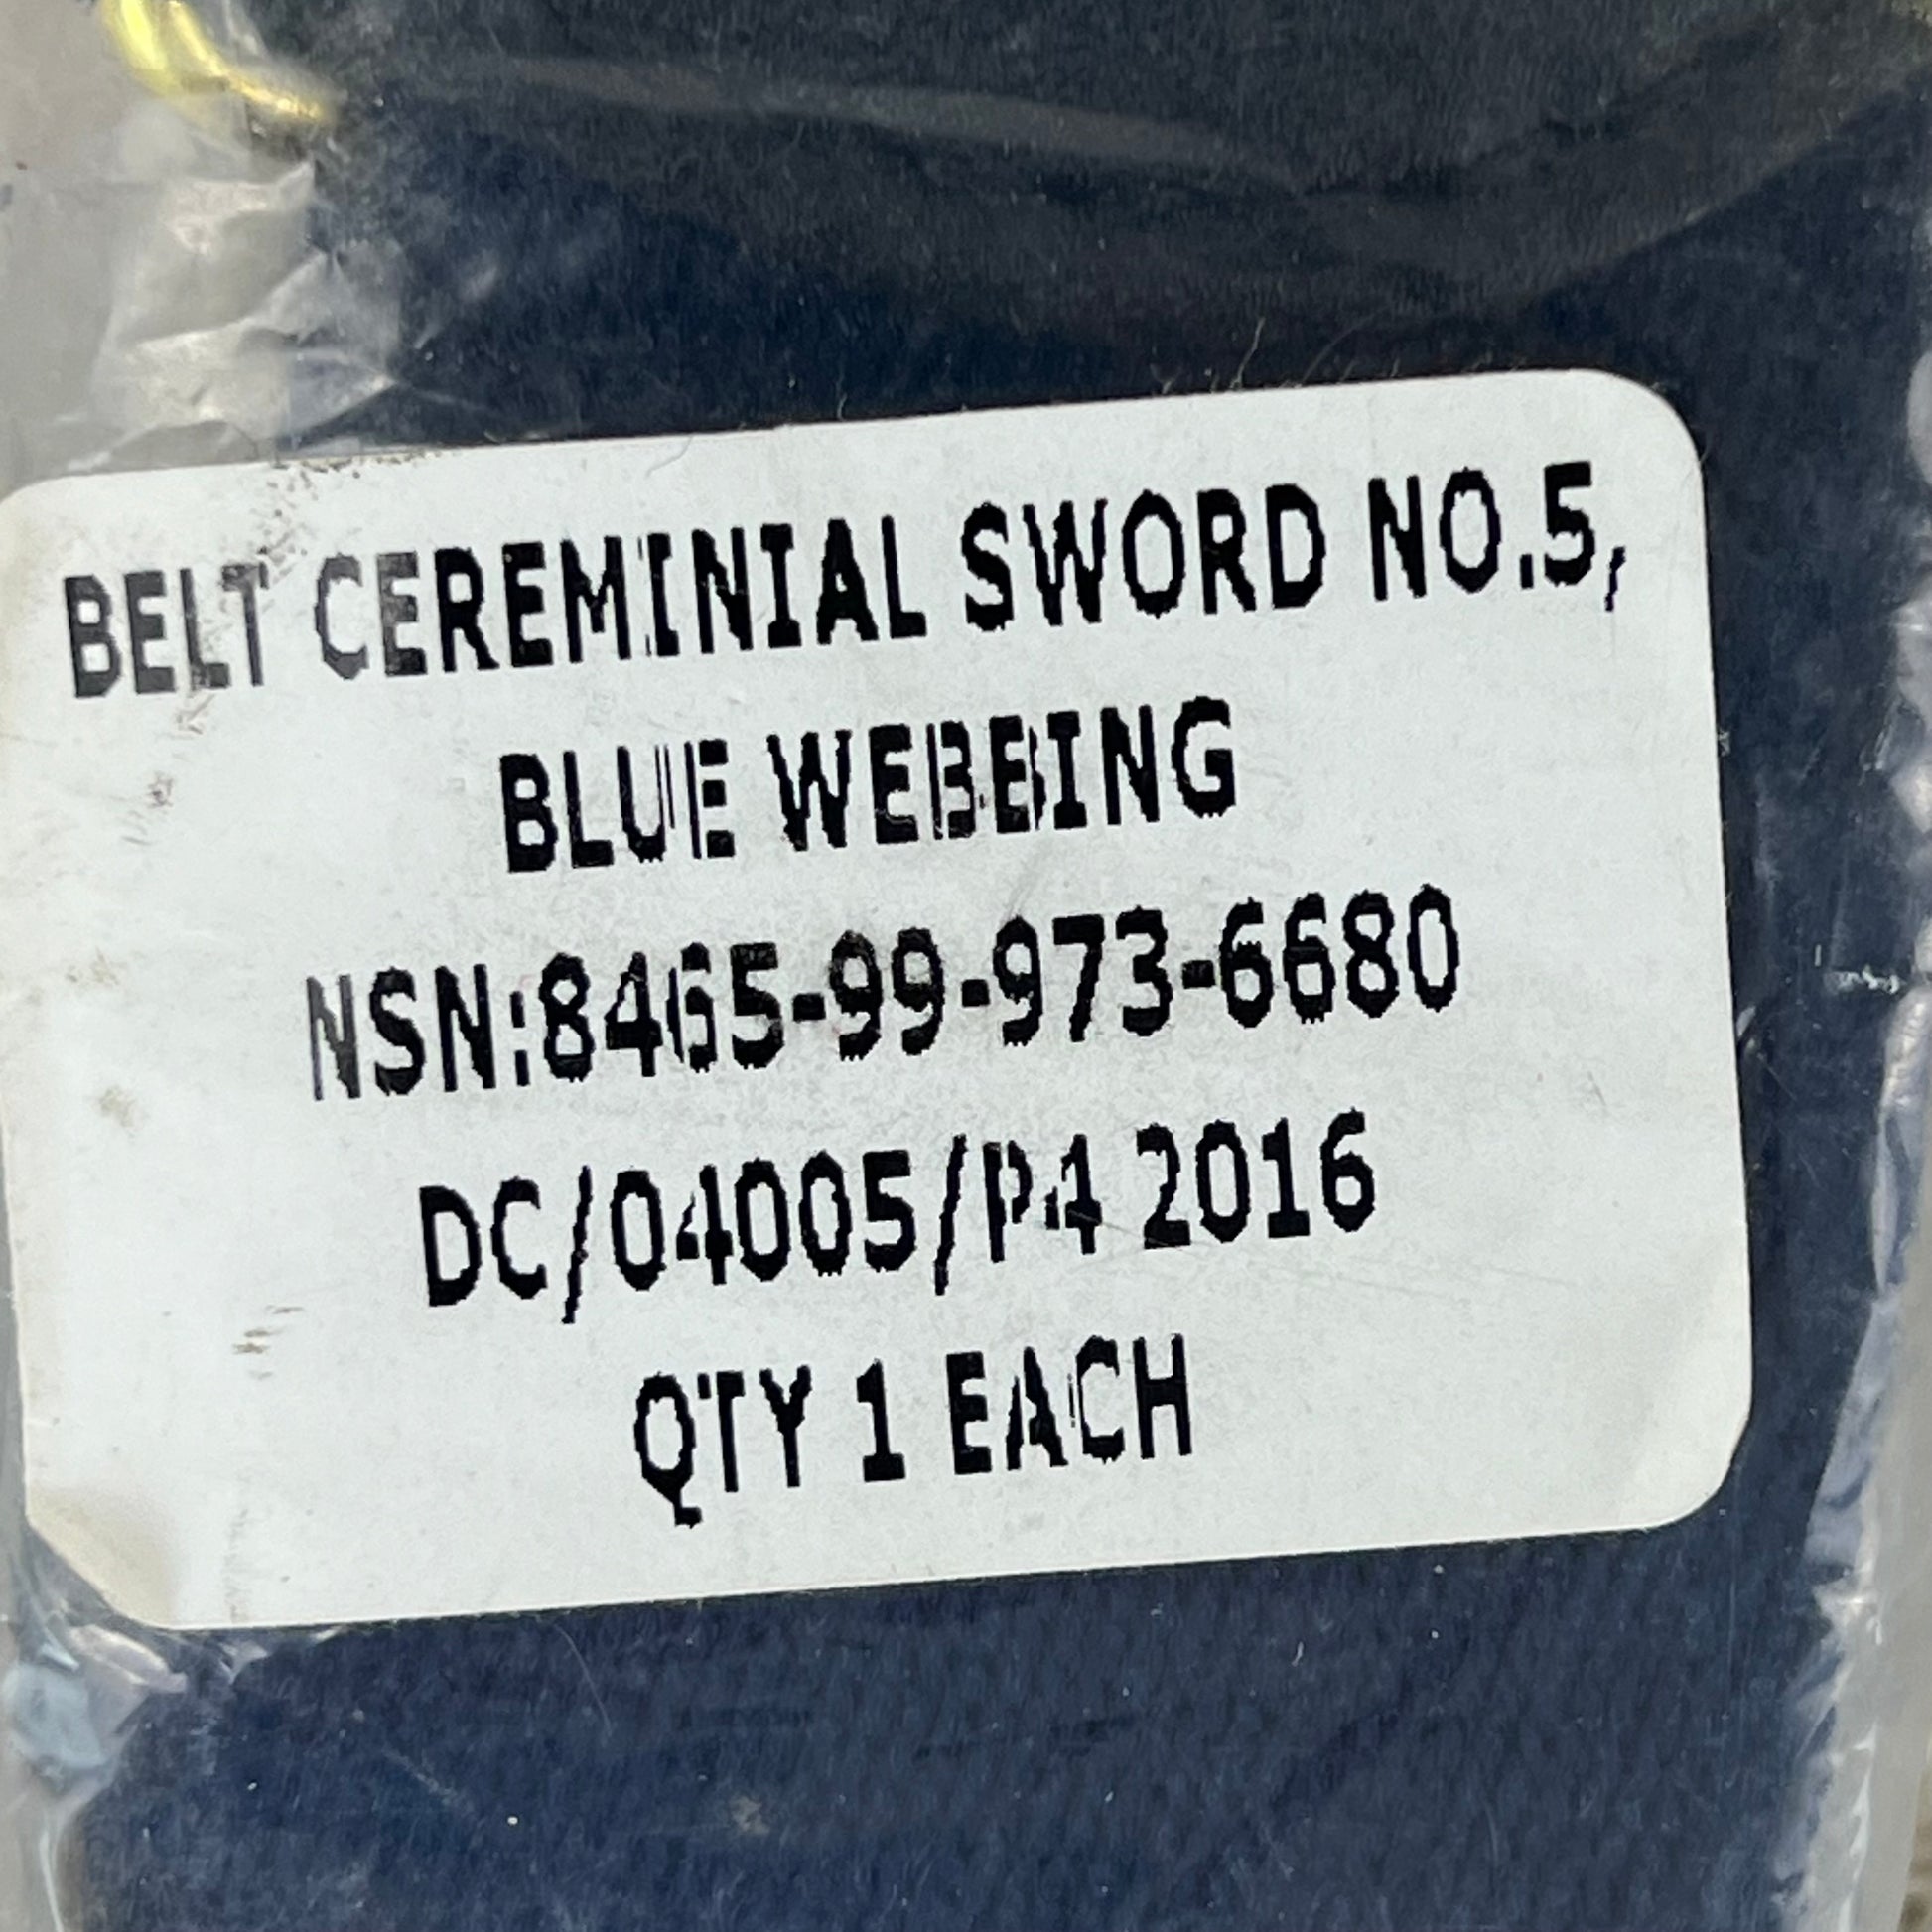 BELT CEREMINIAL SWORD NO.5,
BLUE WEBBING
NSN:8465-99-973-6680
DC/04005/P4 2016
QTY 1 EACH